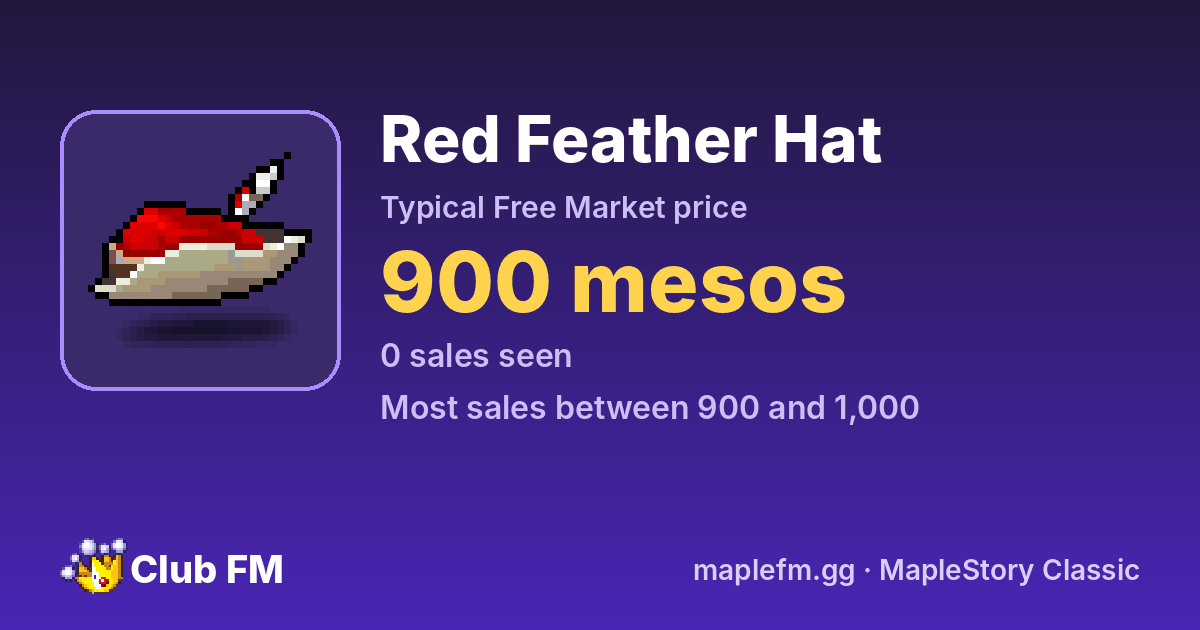 Red Feather Hat
Typical Free Market price
900 mesos
0 sales seen
Most sales between 900 and 1,000
Club FM
maplefm.gg · MapleStory Classic